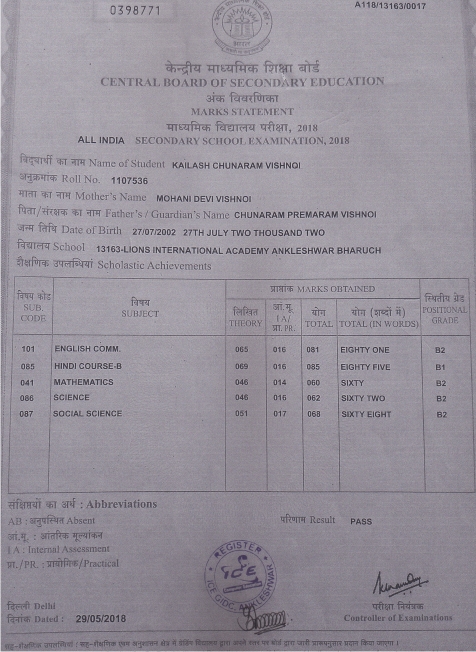 0398771
A118/13163/0017
केन्द्रीय माध्यमिक शिक्षा बोर्ड
CENTRAL BOARD OF SECONDARY EDUCATION
अंक विवरणिका
MARKS STATEMENT
माध्यमिक विद्यालय परीक्षा, 2018
ALL INDIA SECONDARY SCHOOL EXAMINATION, 2018
विद्यार्थी का नाम Name of Student KAILASH CHUNARAM VISHNOI
अनुक्रमांक Roll No. 1107536
माता का नाम Mother's Name MOHANI DEVI VISHNOI
पिता/संरक्षक का नाम Father's / Guardian's Name CHUNARAM PREMARAM VISHNOI
जन्म तिथि Date of Birth 27/07/2002 27TH JULY TWO THOUSAND TWO
विद्यालय School 13163-LIONS INTERNATIONAL ACADEMY ANKLESHWAR BHARUCH
शैक्षणिक उपलब्धियां Scholastic Achievements
विषय कोड SUB. CODE
विषय SUBJECT
प्राप्तांक MARKS OBTAINED
लिखित THEORY
आं.मू. I A/ प्रा./PR.
योग TOTAL
योग (शब्दों में) TOTAL (IN WORDS)
स्थितीय ग्रेड POSITIONAL GRADE
101 ENGLISH COMM. 065 016 081 EIGHTY ONE B2
085 HINDI COURSE-B 069 016 085 EIGHTY FIVE B1
041 MATHEMATICS 046 014 060 SIXTY B2
086 SCIENCE 046 016 062 SIXTY TWO B2
087 SOCIAL SCIENCE 051 017 068 SIXTY EIGHT B2
संक्षिप्तियों का अर्थ : Abbreviations
AB : अनुपस्थित Absent
परिणाम Result PASS
आं.मू. : आंतरिक मूल्यांकन
I A : Internal Assessment
प्रा./PR. : प्रायोगिक/Practical
REGISTER
ICE
ICE GIDC, ANKLESHWAR
दिल्ली Delhi
परीक्षा नियंत्रक
दिनांक Dated : 29/05/2018
Controller of Examinations